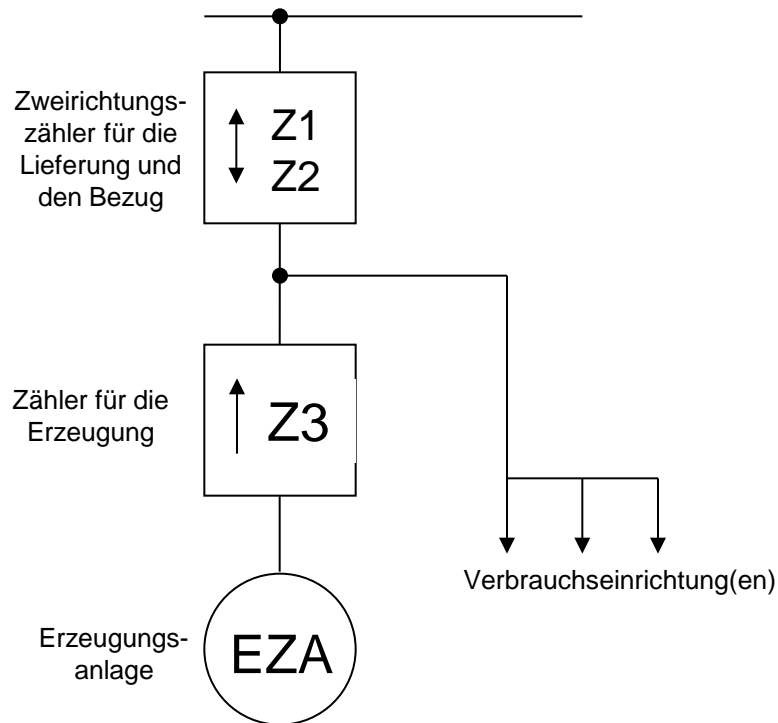 Zweirichtungs-
zähler für die
Lieferung und
den Bezug
Z1
Z2
Zähler für die
Erzeugung
Z3
Verbrauchseinrichtung(en)
Erzeugungs-
anlage
EZA